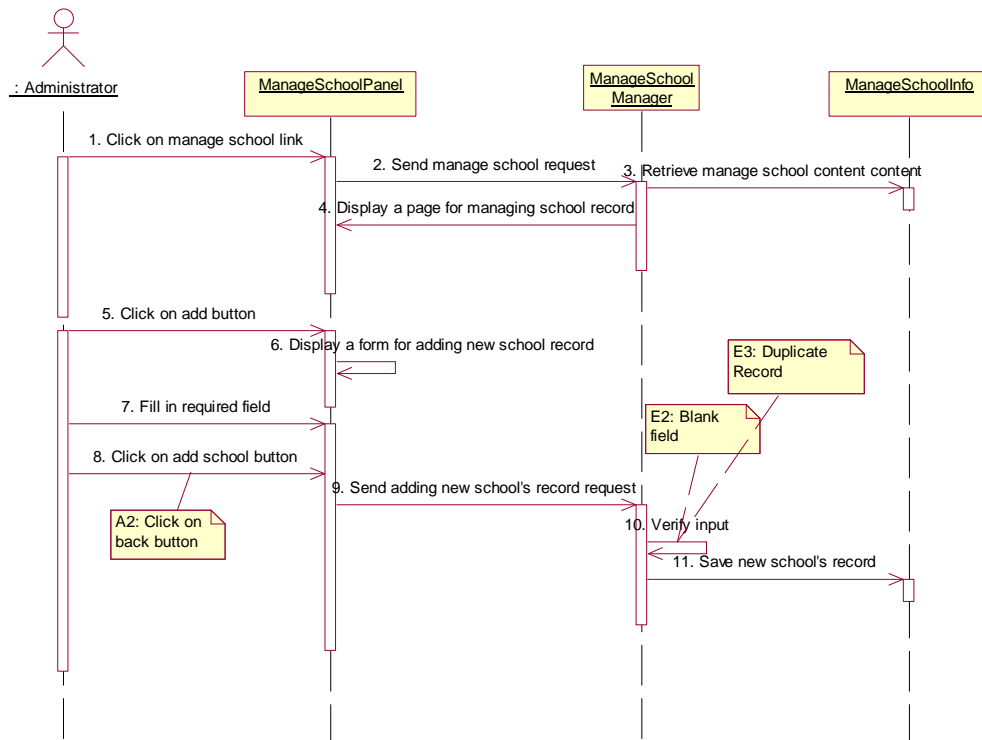 : Administrator
ManageSchoolPanel
ManageSchool
Manager
ManageSchoolInfo
1. Click on manage school link
2. Send manage school request
3. Retrieve manage school content content
4. Display a page for managing school record
5. Click on add button
6. Display a form for adding new school record
E3: Duplicate
Record
7. Fill in required field
E2: Blank
field
8. Click on add school button
9. Send adding new school's record request
A2: Click on
back button
10. Verify input
11. Save new school's record